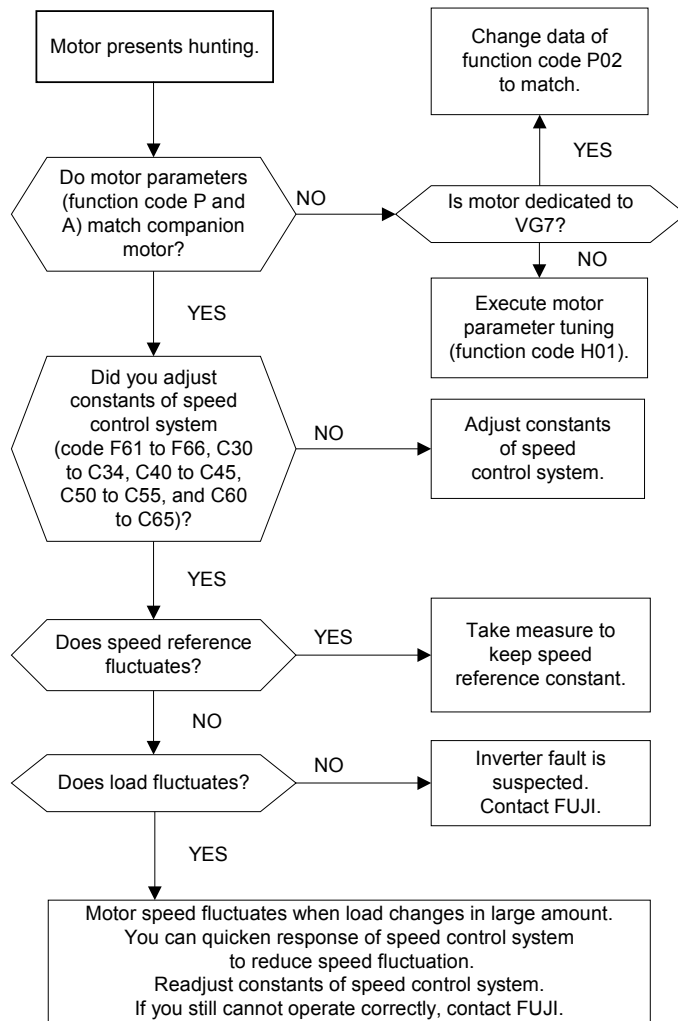 Motor presents hunting.
Change data of
function code P02
to match.
YES
Do motor parameters
(function code P and
A) match companion
motor?
NO
Is motor dedicated to
VG7?
NO
YES
Execute motor
parameter tuning
(function code H01).
Did you adjust
constants of speed
control system
(code F61 to F66, C30
to C34, C40 to C45,
C50 to C55, and C60
to C65)?
NO
Adjust constants
of speed
control system.
YES
Does speed reference
fluctuates?
YES
Take measure to
keep speed
reference constant.
NO
Does load fluctuates?
NO
Inverter fault is
suspected.
Contact FUJI.
YES
Motor speed fluctuates when load changes in large amount.
You can quicken response of speed control system
to reduce speed fluctuation.
Readjust constants of speed control system.
If you still cannot operate correctly, contact FUJI.